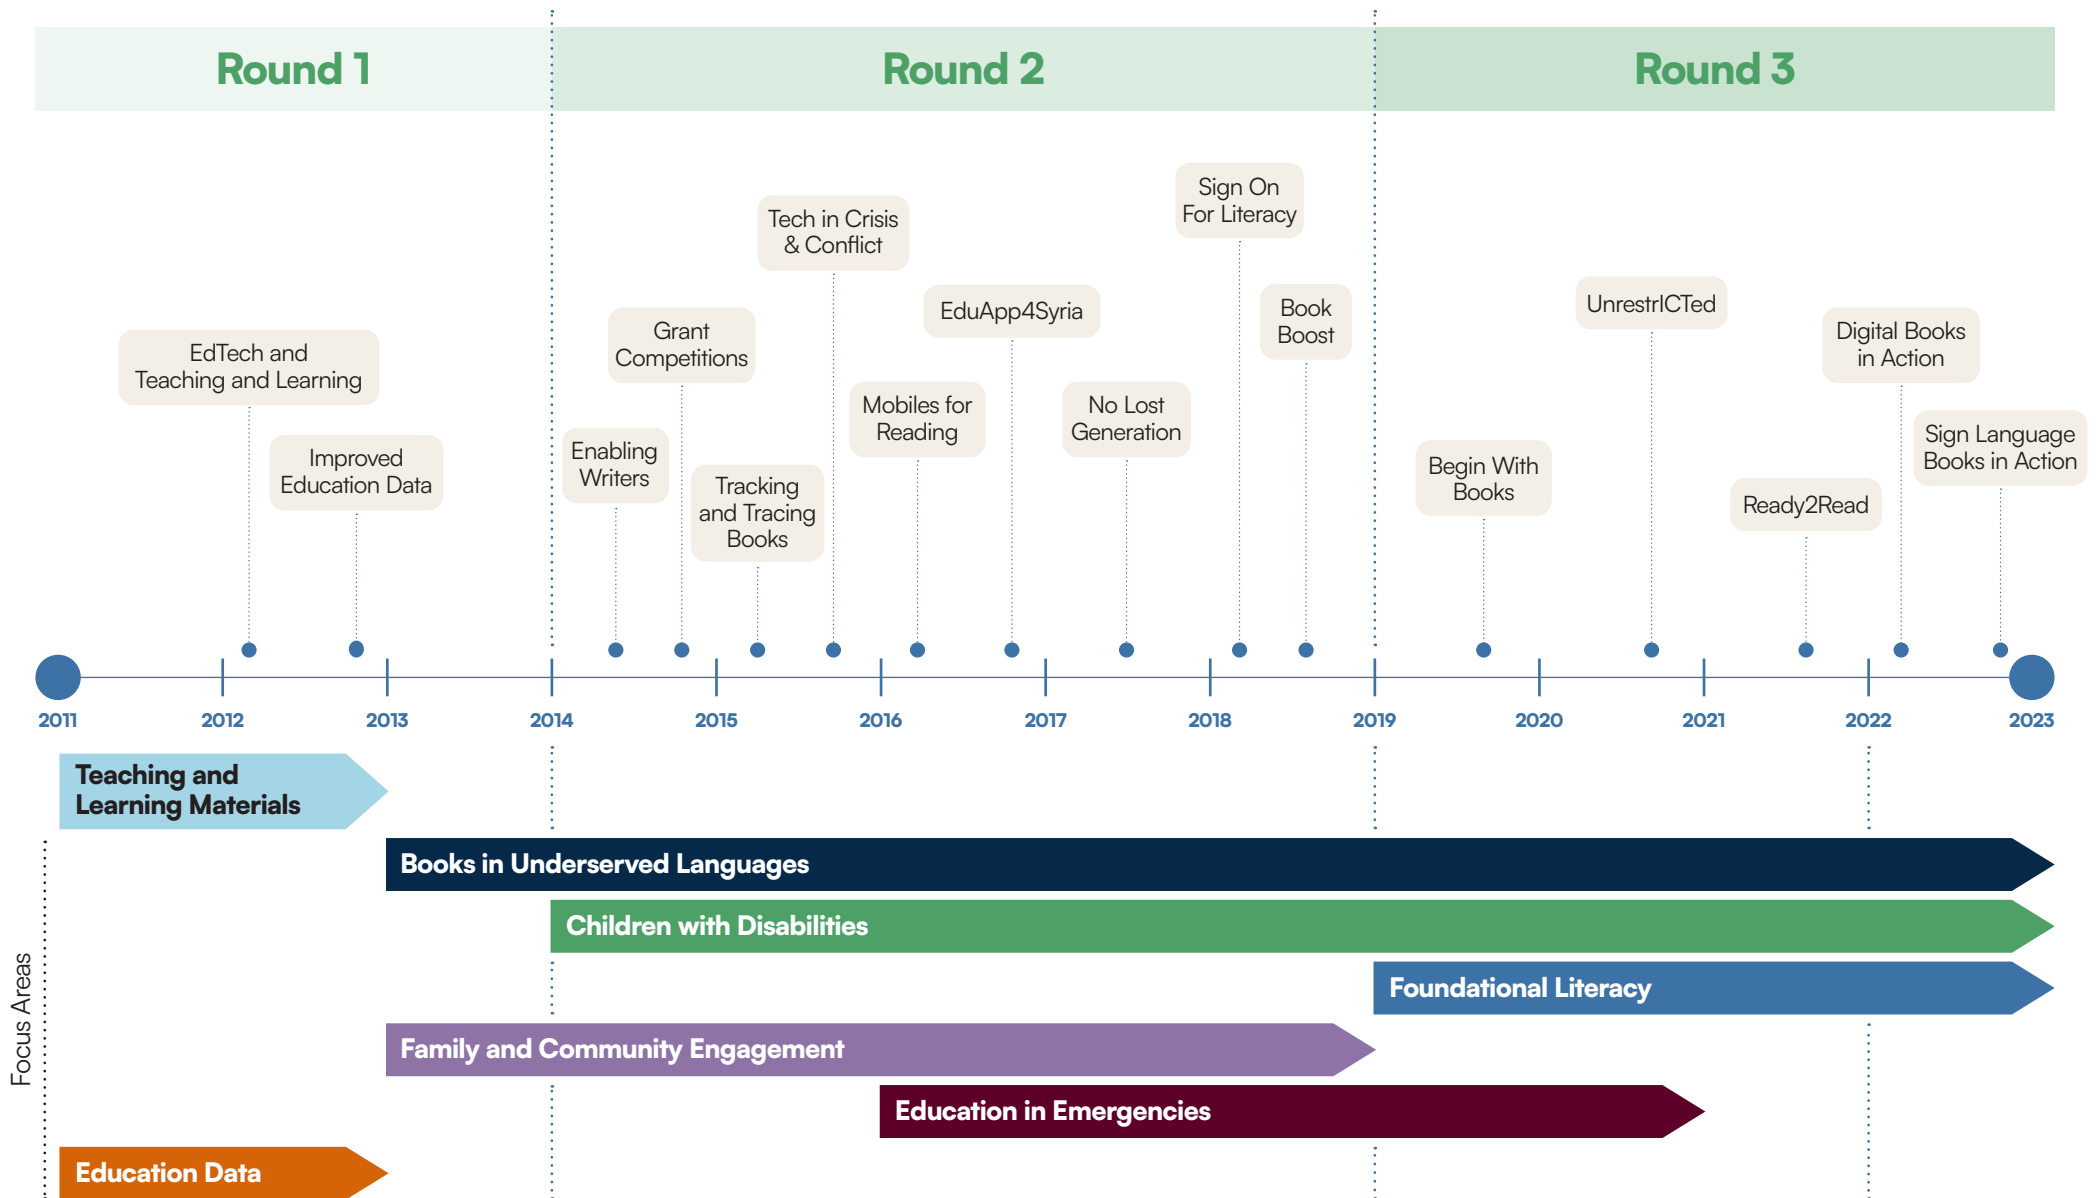 Round 1
Round 2
Round 3
Sign On
For Literacy
Tech in Crisis
& Conflict
EduApp4Syria
Book
Boost
UnrestrICTed
Grant
Competitions
Digital Books
in Action
EdTech and
Teaching and Learning
Mobiles for
Reading
No Lost
Generation
Improved
Education Data
Enabling
Writers
Tracking
and Tracing
Books
Begin With
Books
Ready2Read
Sign Language
Books in Action
2011
2012
2013
2014
2015
2016
2017
2018
2019
2020
2021
2022
2023
Focus Areas
Teaching and
Learning Materials
Books in Underserved Languages
Children with Disabilities
Foundational Literacy
Family and Community Engagement
Education in Emergencies
Education Data